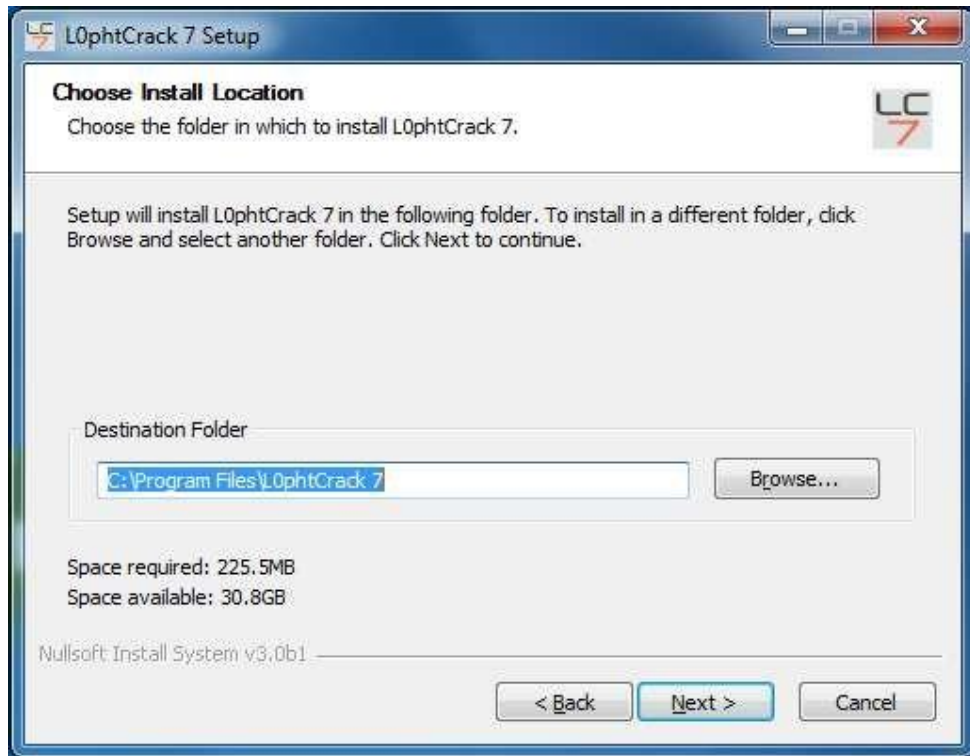 L0phtCrack 7 Setup
Choose Install Location
Choose the folder in which to install L0phtCrack 7.
LC
7
Setup will install L0phtCrack 7 in the following folder. To install in a different folder, click
Browse and select another folder. Click Next to continue.
Destination Folder
C:\Program Files\L0phtCrack 7
Browse...
Space required: 225.5MB
Space available: 30.8GB
Nullsoft Install System v3.0b1
< Back
Next >
Cancel